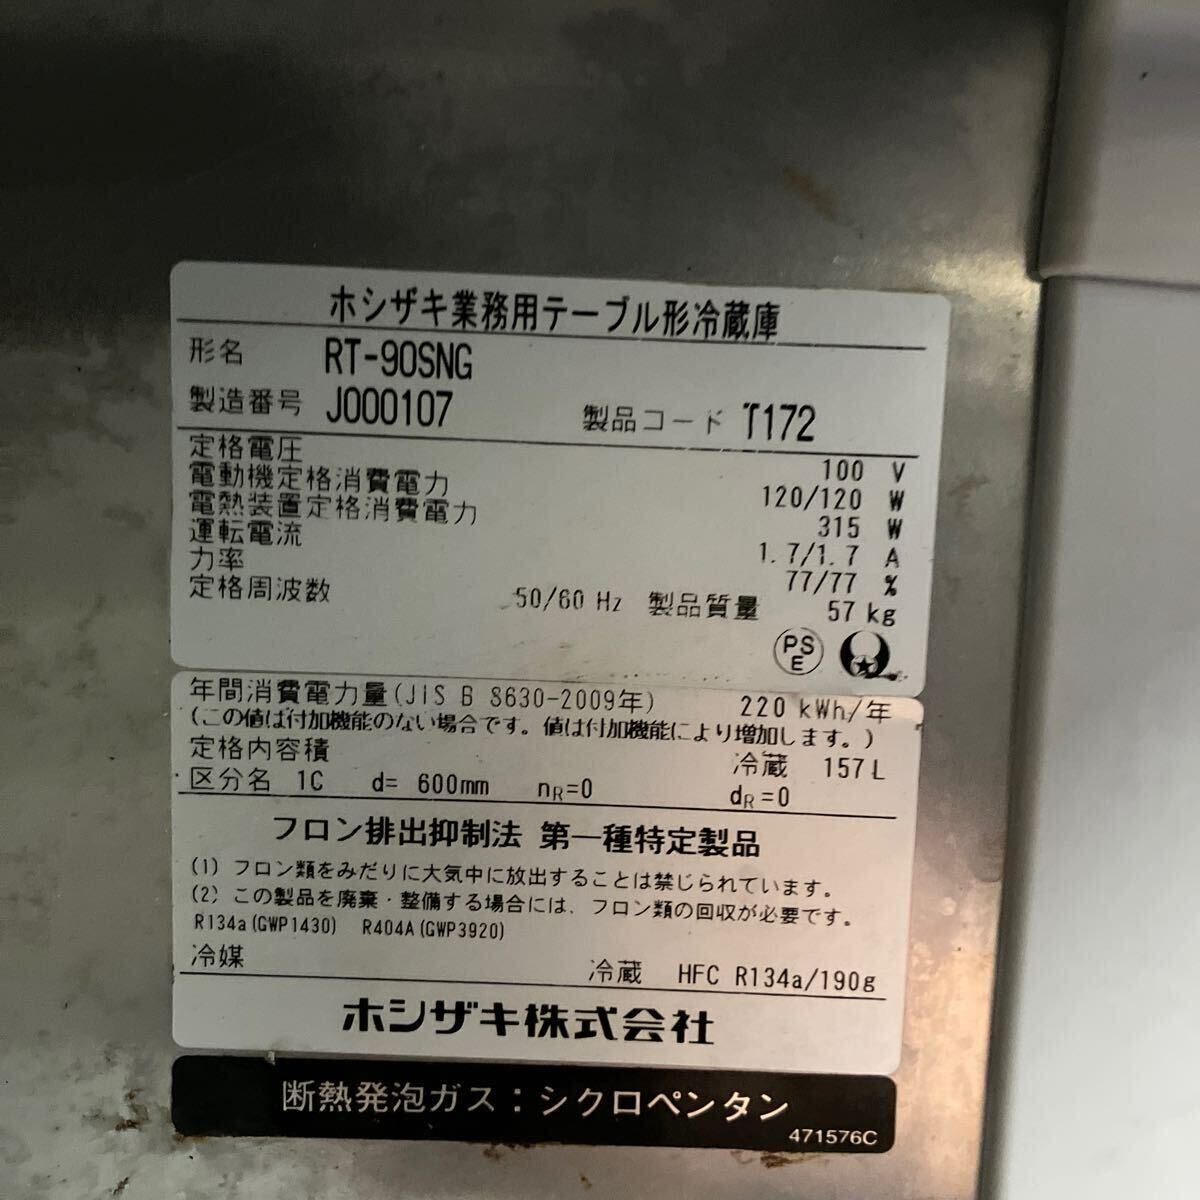 ホシザキ業務用テーブル形冷蔵庫
形名 RT-90SNG
製造番号 J000107 製品コード T172
定格電圧 100 V
電動機定格消費電力 120/120 W
電熱装置定格消費電力 315 W
運転電流 1.7/1.7 A
力率 77/77 %
定格周波数 50/60 Hz 製品質量 57 kg
PS E
年間消費電力量(JIS B 8630-2009年) 220 kWh/年
(この値は付加機能のない場合です。値は付加機能により増加します。)
定格内容積 冷蔵 157L
区分名 1C d= 600mm nR=0 dR=0
フロン排出抑制法 第一種特定製品
(1) フロン類をみだりに大気中に放出することは禁じられています。
(2) この製品を廃棄・整備する場合には、フロン類の回収が必要です。
R134a(GWP1430) R404A(GWP3920)
冷媒 冷蔵 HFC R134a/190g
ホシザキ株式会社
断熱発泡ガス：シクロペンタン
471576C